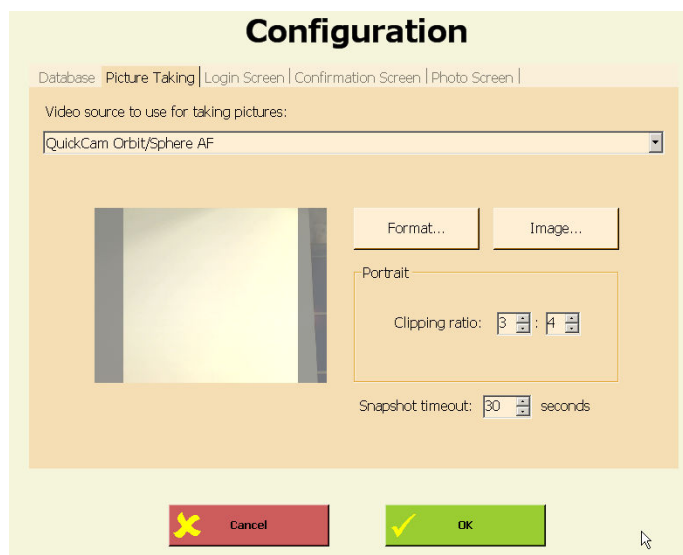 Configuration
Database Picture Taking Login Screen Confirmation Screen Photo Screen
Video source to use for taking pictures:
QuickCam Orbit/Sphere AF
Format... Image...
Portrait
Clipping ratio: 3 : 4
Snapshot timeout: 30 seconds
Cancel OK